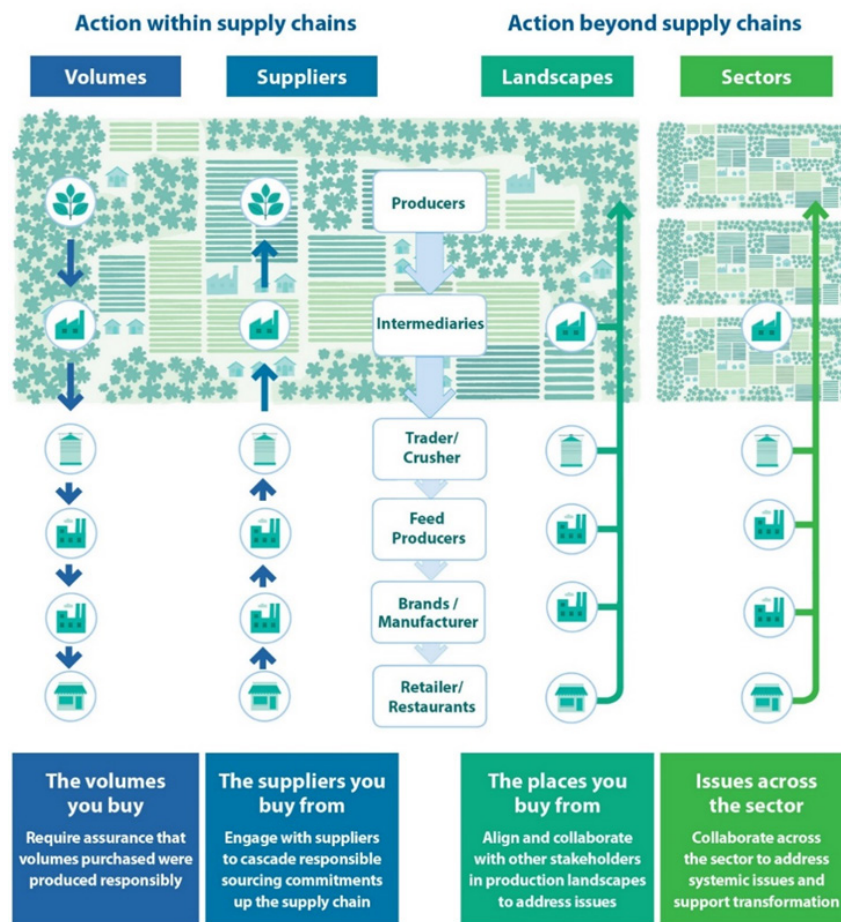 Action within supply chains
Action beyond supply chains
Volumes
Suppliers
Landscapes
Sectors
Producers
Intermediaries
Trader/
Crusher
Feed
Producers
Brands /
Manufacturer
Retailer/
Restaurants
The volumes
you buy
Require assurance that
volumes purchased were
produced responsibly
The suppliers you
buy from
Engage with suppliers
to cascade responsible
sourcing commitments
up the supply chain
The places you
buy from
Align and collaborate
with other stakeholders
in production landscapes
to address issues
Issues across
the sector
Collaborate across
the sector to address
systemic issues and
support transformation